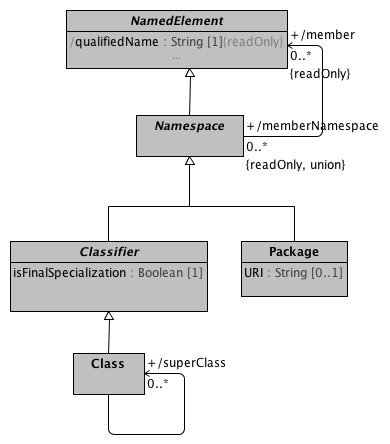 NamedElement
/qualifiedName : String [1]{readOnly}
...
+/member
0..*
{readOnly}
Namespace
+/memberNamespace
0..*
{readOnly, union}
Classifier
isFinalSpecialization : Boolean [1]
Package
URI : String [0..1]
Class
+/superClass
0..*